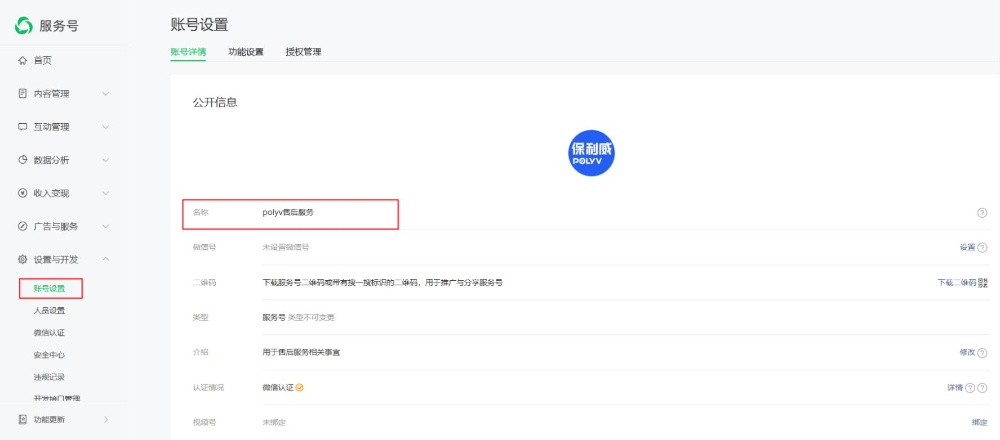 服务号
首页
内容管理
互动管理
数据分析
收入变现
广告与服务
设置与开发
账号设置
人员设置
微信认证
安全中心
违规记录
开发接口管理
功能更新
账号设置
账号详情 功能设置 授权管理
公开信息
保利威
POLYV
名称 polyv售后服务
微信号 未设置微信号 设置
二维码 下载服务号二维码或带有搜一搜标识的二维码，用于推广与分享服务号 下载二维码
类型 服务号 类型不可变更
介绍 用于售后服务相关事宜 修改
认证情况 微信认证 详情
视频号 未绑定 绑定